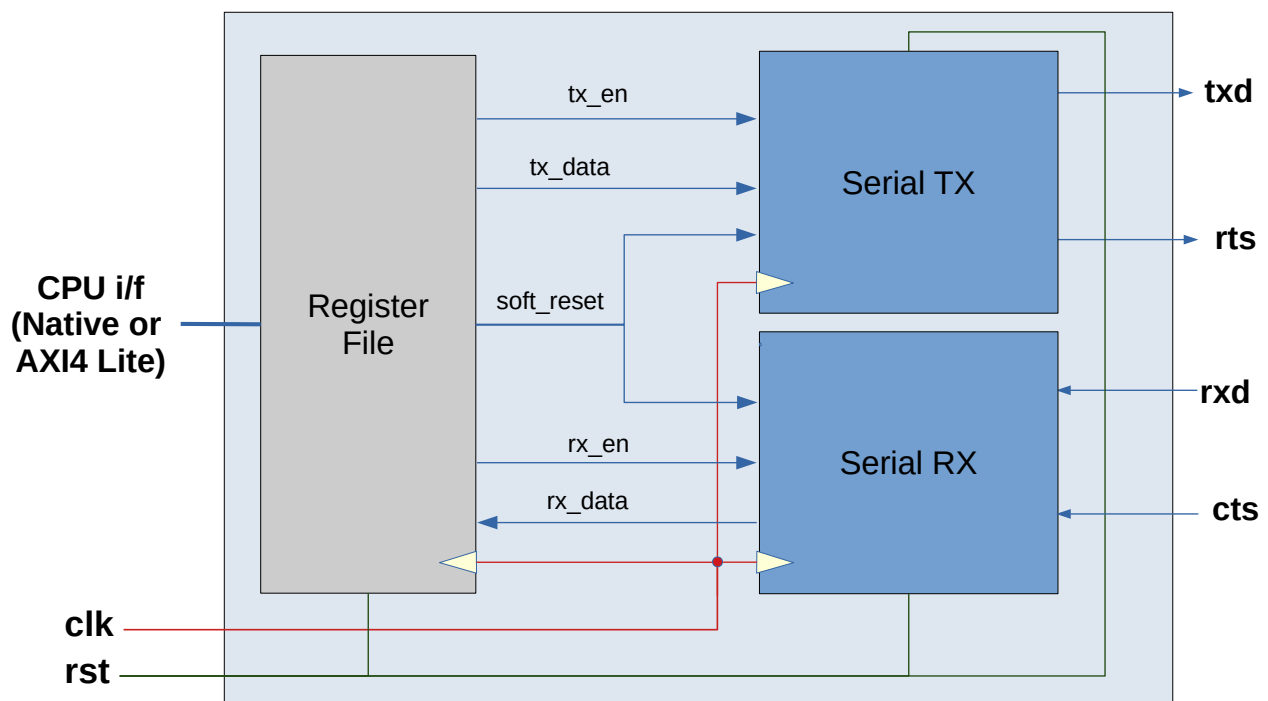 tx_en
txd
tx_data
Serial TX
rts
CPU i/f
(Native or
AXI4 Lite)
Register
File
soft_reset
rxd
rx_en
Serial RX
rx_data
cts
clk
rst